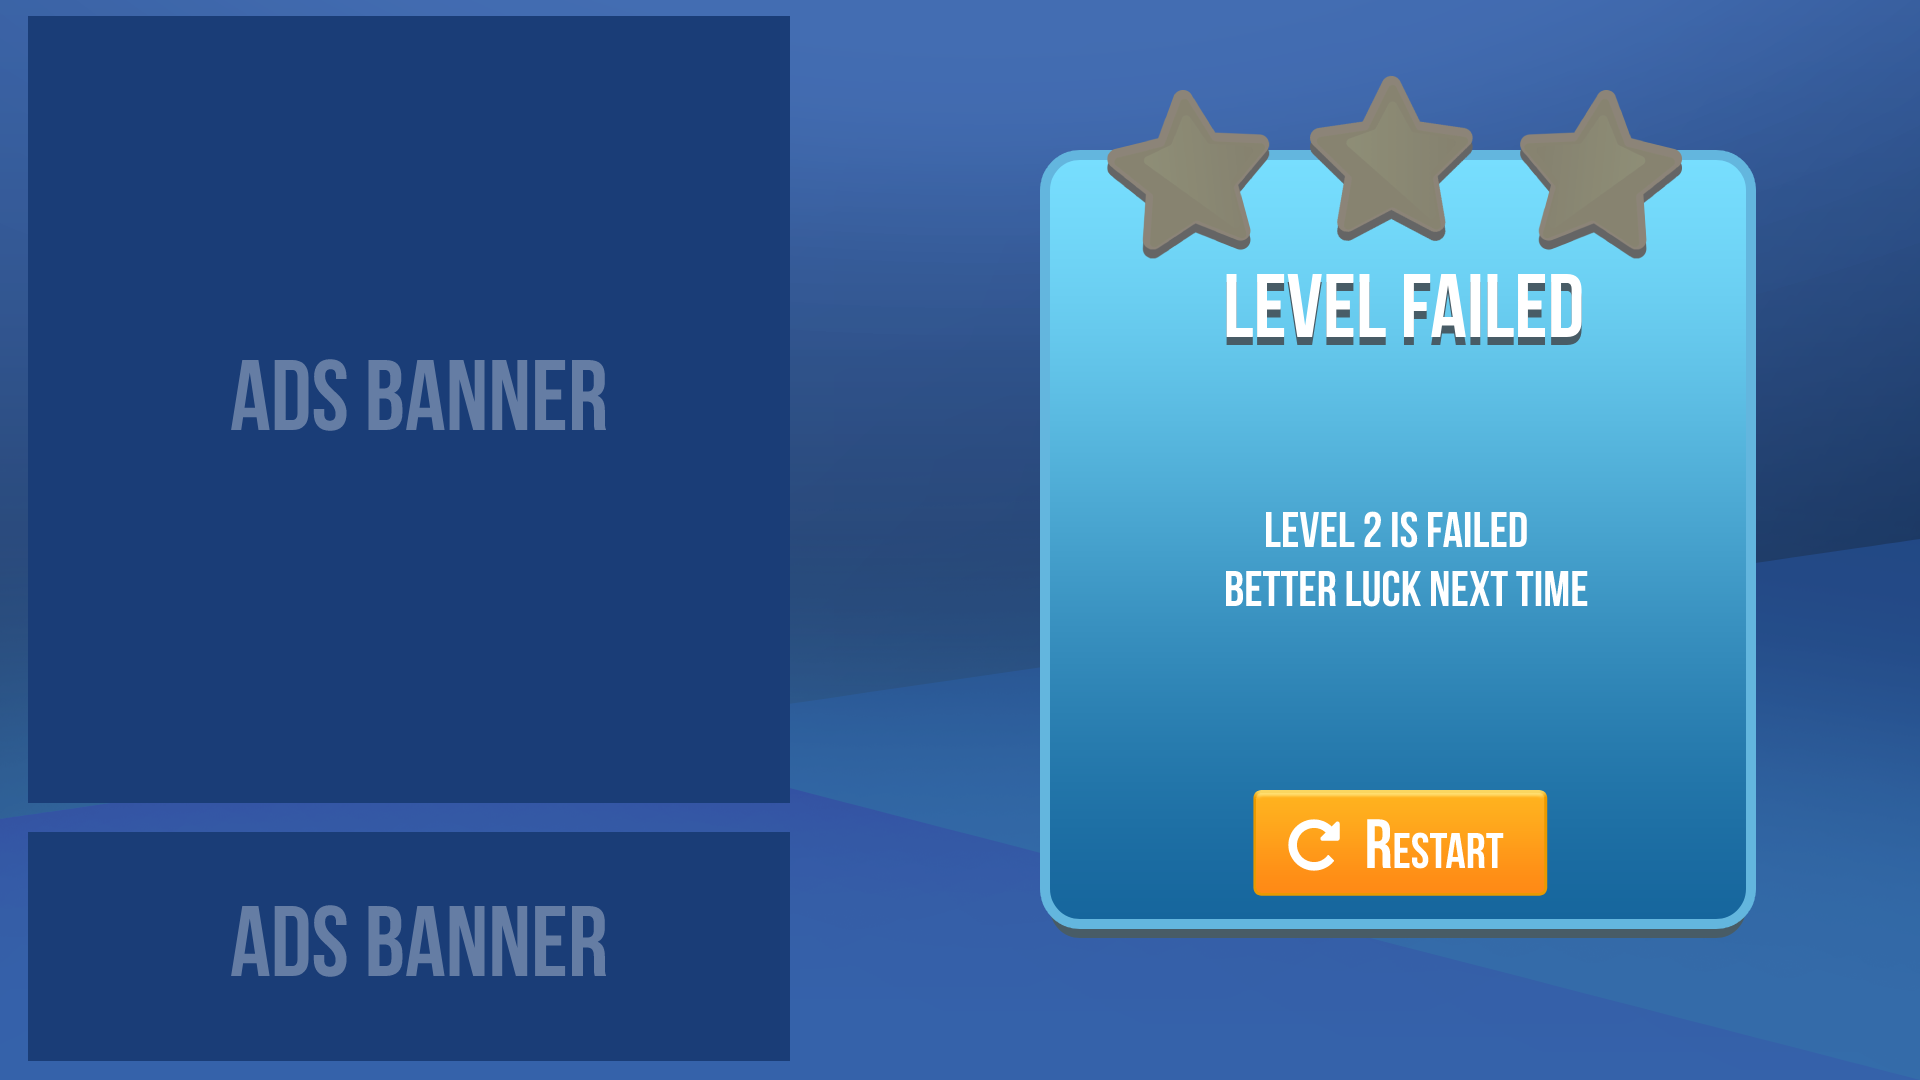 ADS BANNER
ADS BANNER
LEVEL FAILED
LEVEL 2 IS FAILED
BETTER LUCK NEXT TIME
Restart